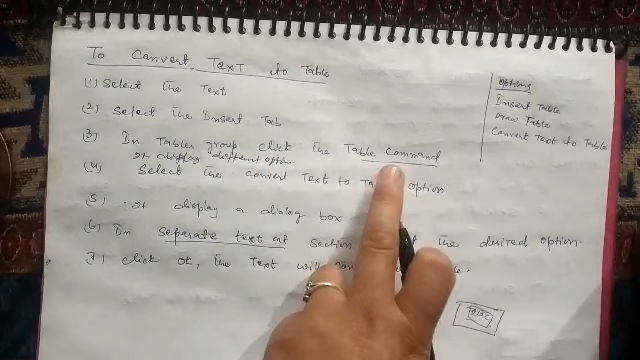 To Convert Text to Table
(1) Select the Text
(2) Select the Insert Tab
(3) In Tables group click the Table Command
It display different option
(4) Select the convert Text to Ta option
(5) It display a dialog box
(6) In separate text at section the desired option.
(7) click ok, the Text will
Options
Insert Table
Draw Table
Convert Text to Table